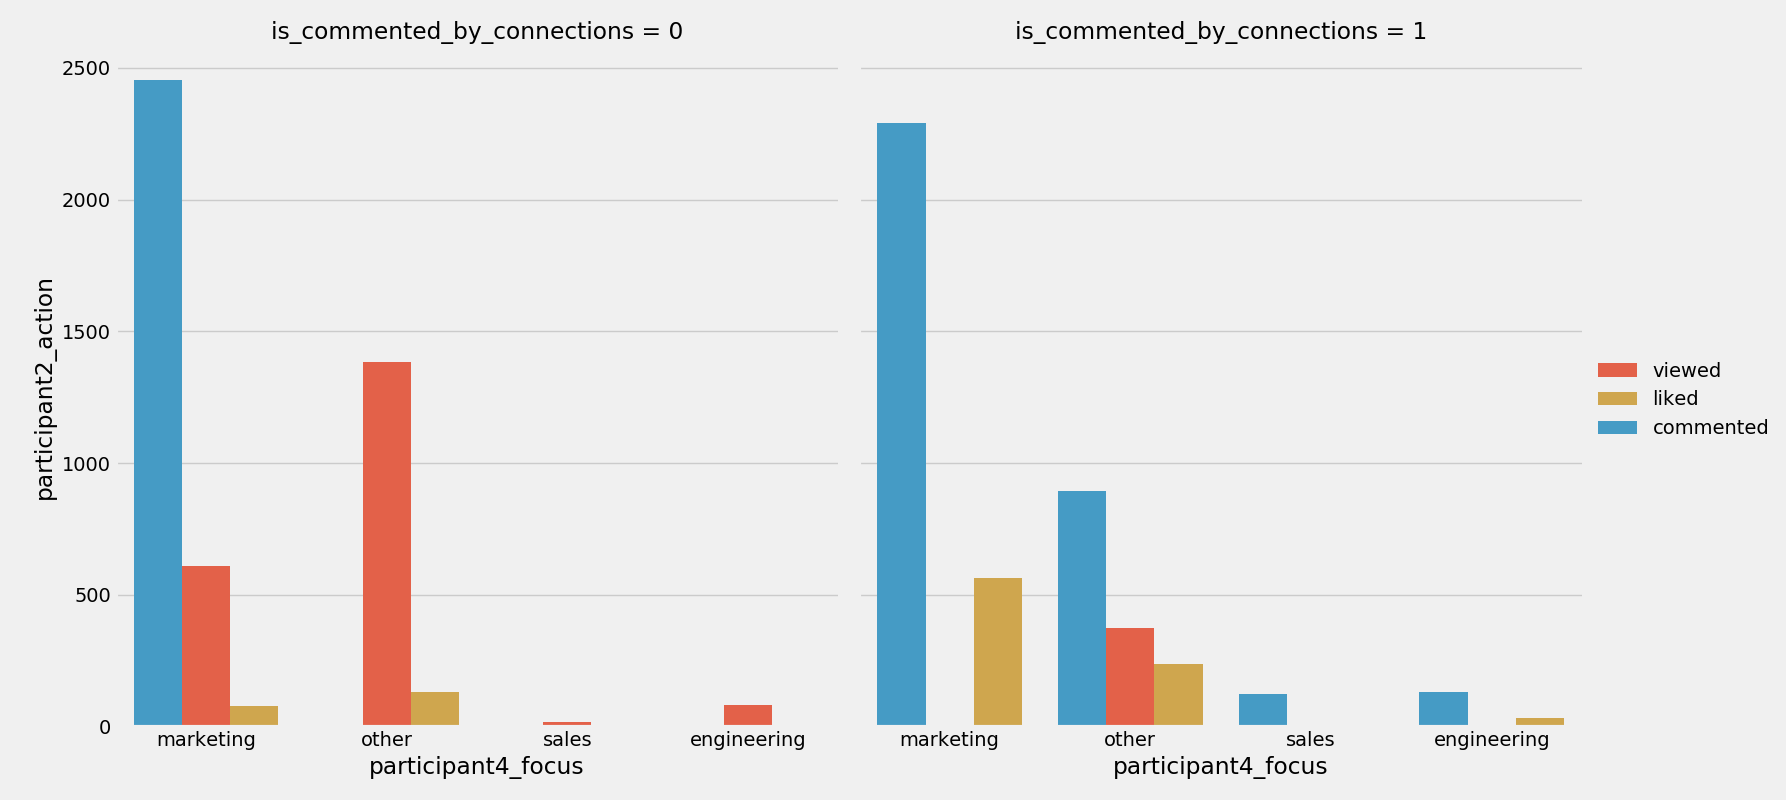 is_commented_by_connections = 0
is_commented_by_connections = 1
2500
2000
1500
1000
500
0
participant2_action
marketing
other
sales
engineering
participant4_focus
marketing
other
sales
engineering
participant4_focus
viewed
liked
commented